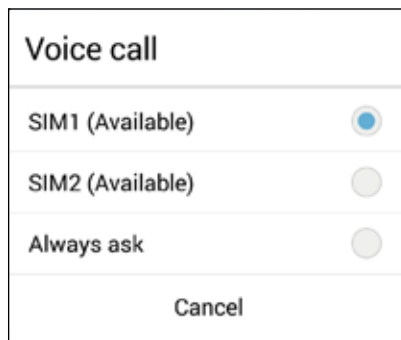 Voice call
SIM1 (Available)
SIM2 (Available)
Always ask
Cancel